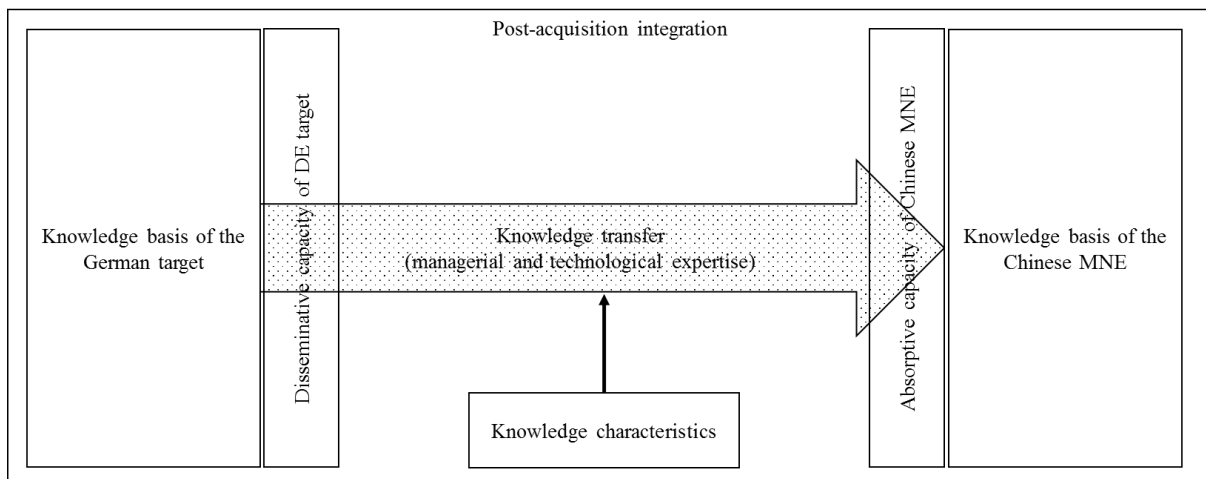 Post-acquisition integration
Knowledge basis of the
German target
Disseminative capacity of DE target
Knowledge transfer
(managerial and technological expertise)
Absorptive capacity of Chinese MNE
Knowledge basis of the
Chinese MNE
Knowledge characteristics